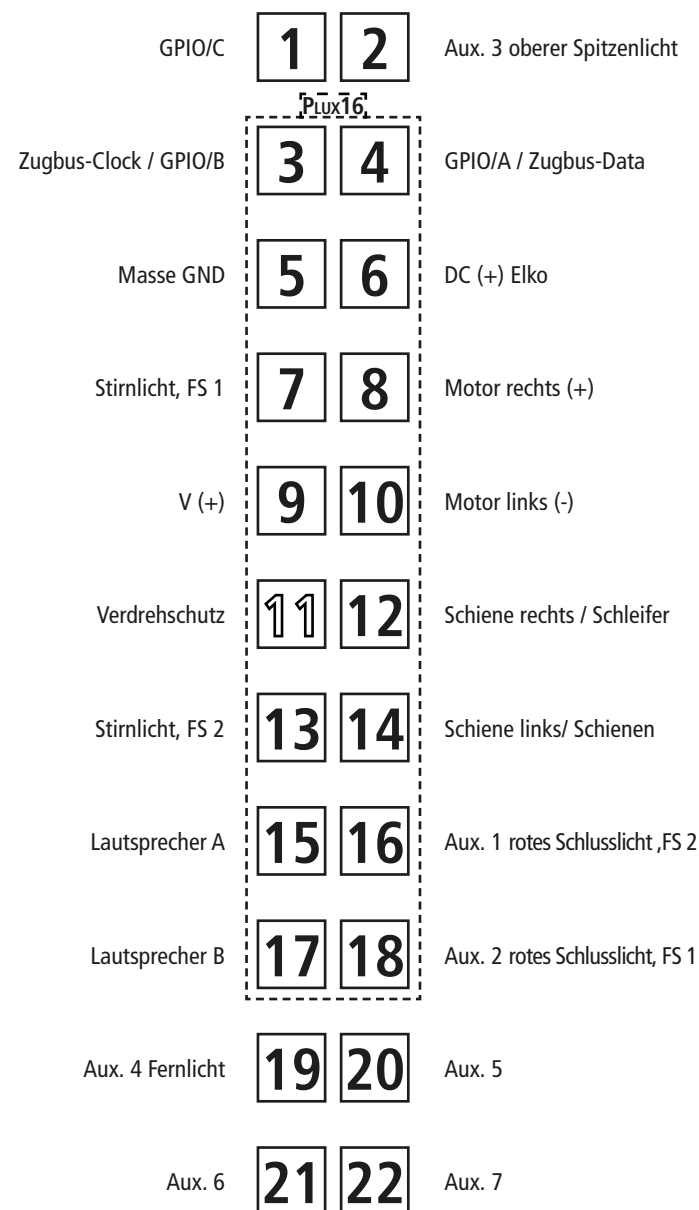 GPIO/C 1 2 Aux. 3 oberer Spitzenlicht
PLUX16
Zugbus-Clock / GPIO/B 3 4 GPIO/A / Zugbus-Data
Masse GND 5 6 DC (+) Elko
Stirnlicht, FS 1 7 8 Motor rechts (+)
V (+) 9 10 Motor links (-)
Verdrehschutz 11 12 Schiene rechts / Schleifer
Stirnlicht, FS 2 13 14 Schiene links/ Schienen
Lautsprecher A 15 16 Aux. 1 rotes Schlusslicht ,FS 2
Lautsprecher B 17 18 Aux. 2 rotes Schlusslicht, FS 1
Aux. 4 Fernlicht 19 20 Aux. 5
Aux. 6 21 22 Aux. 7